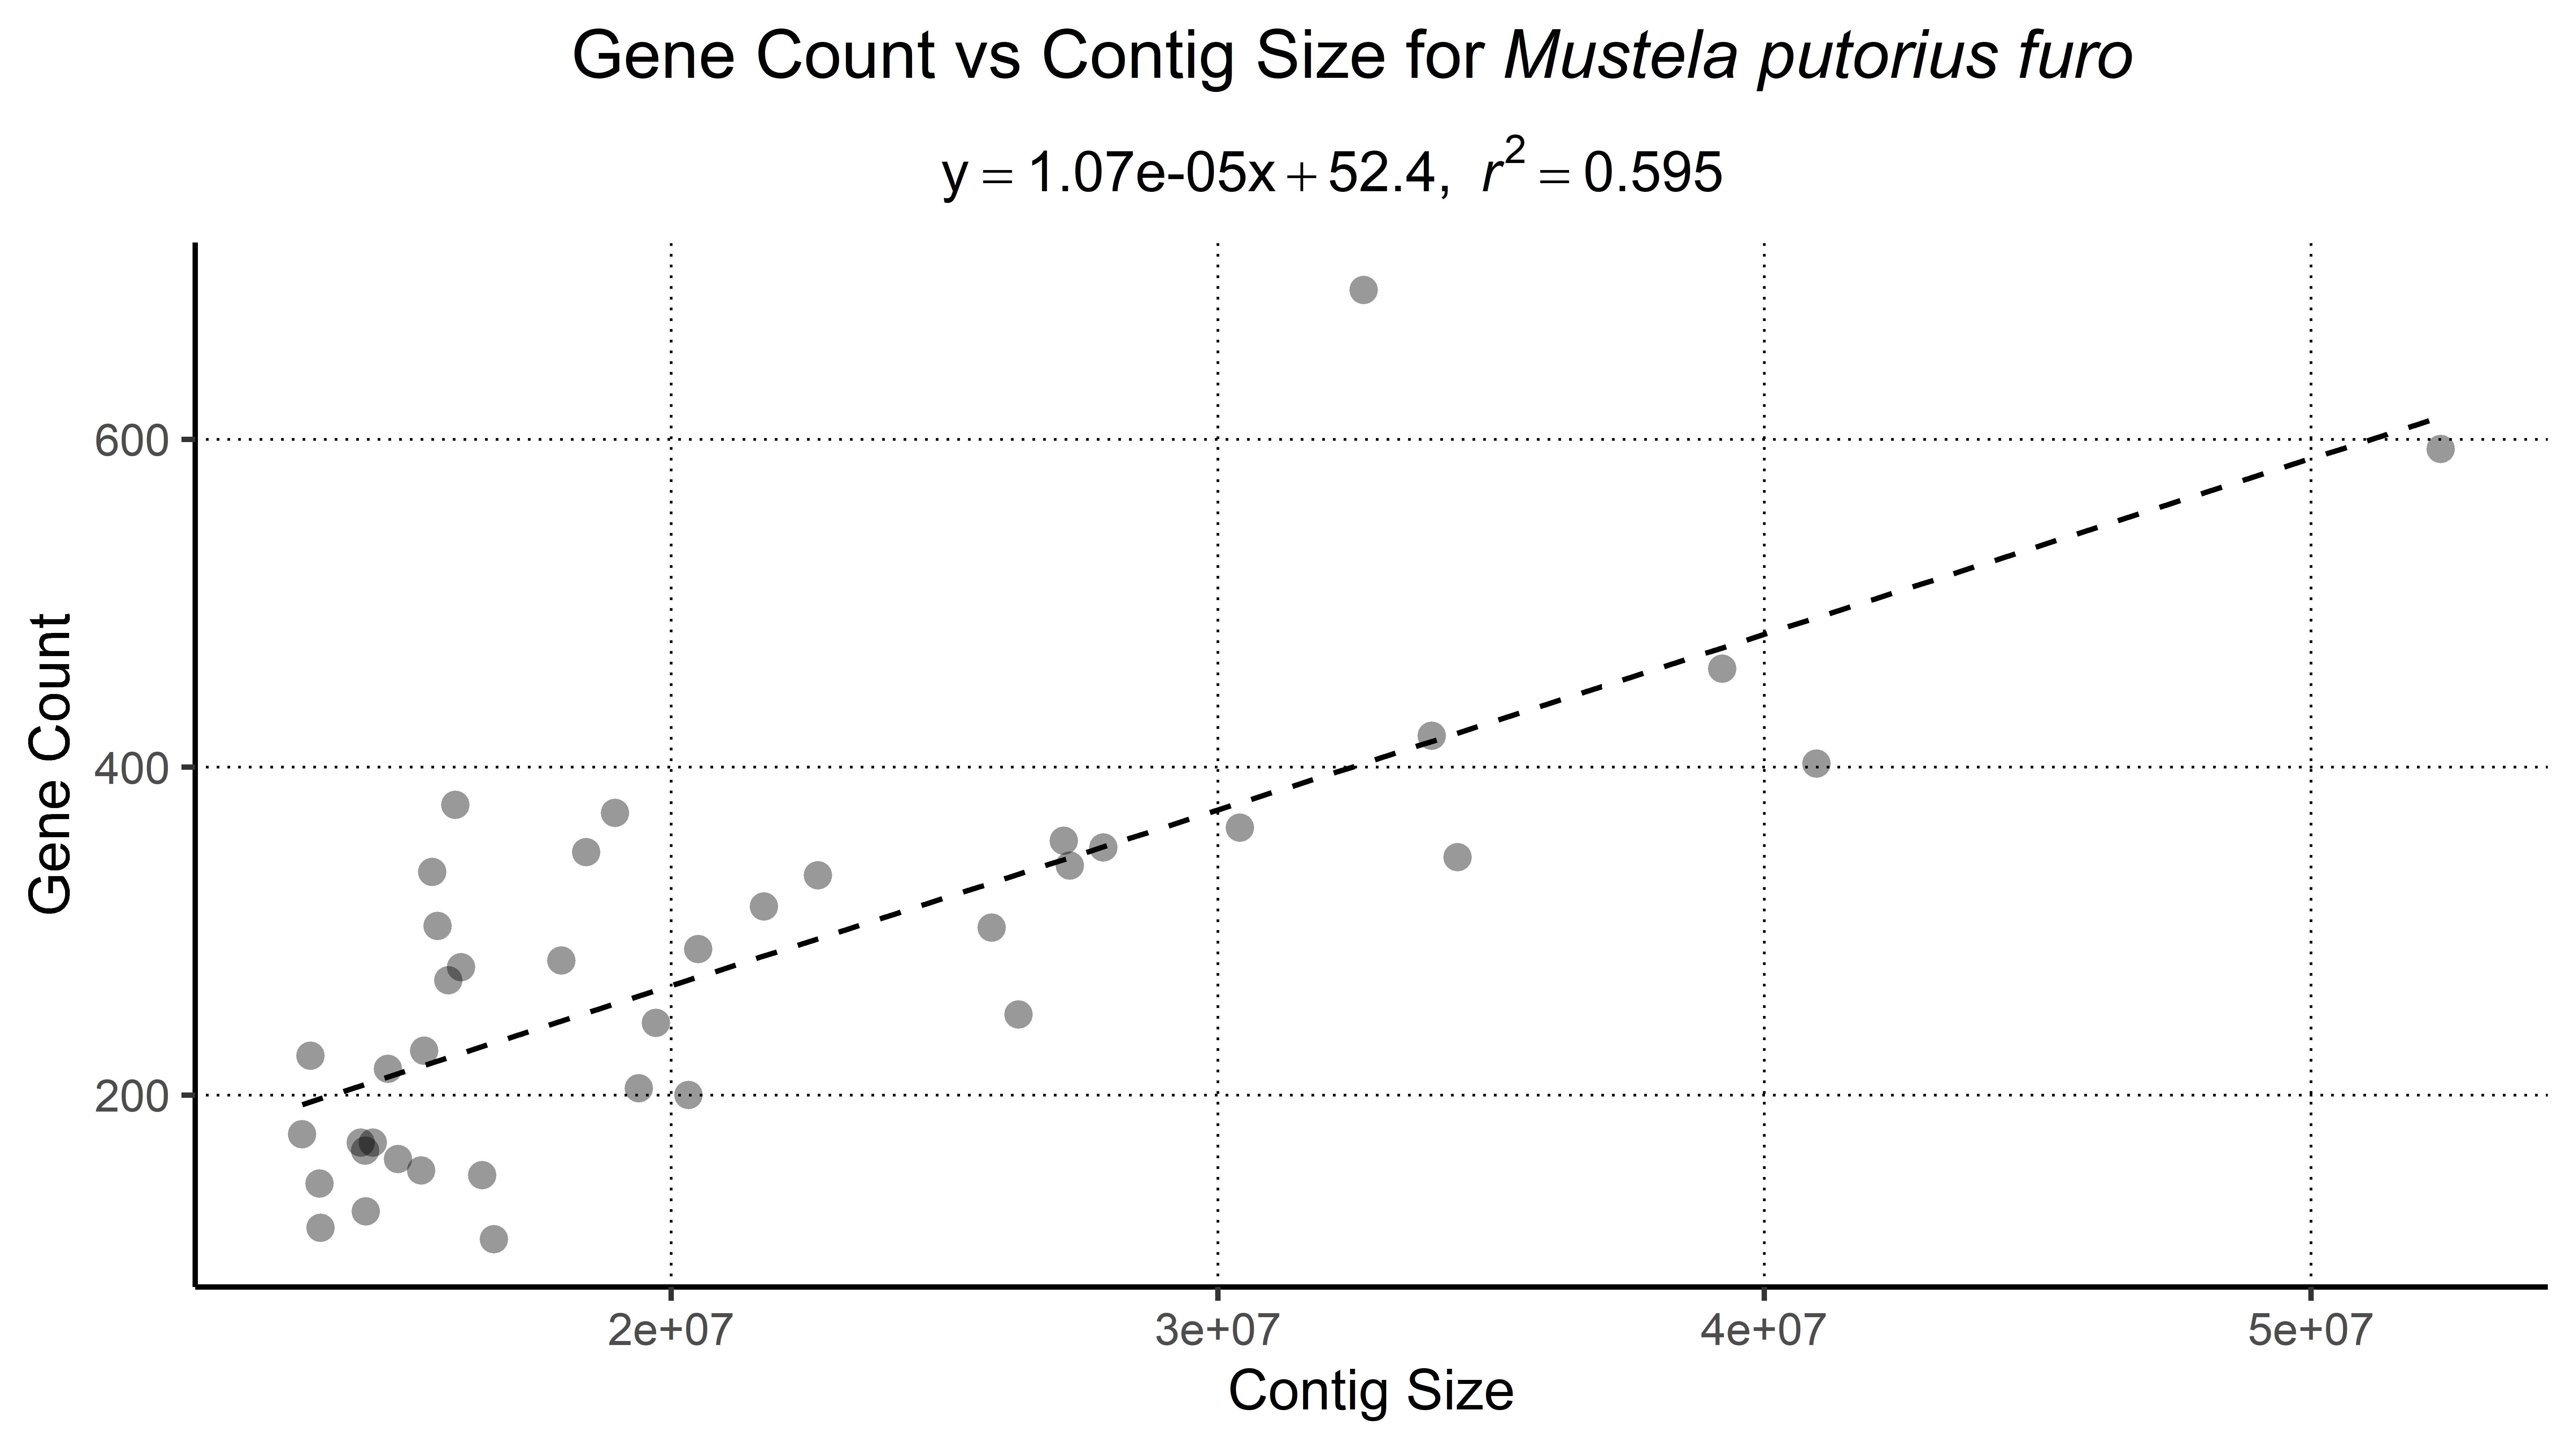 Gene Count vs Contig Size for Mustela putorius furo
y = 1.07e-05x + 52.4, r² = 0.595
Gene Count
600
400
200
2e+07 3e+07 4e+07 5e+07
Contig Size